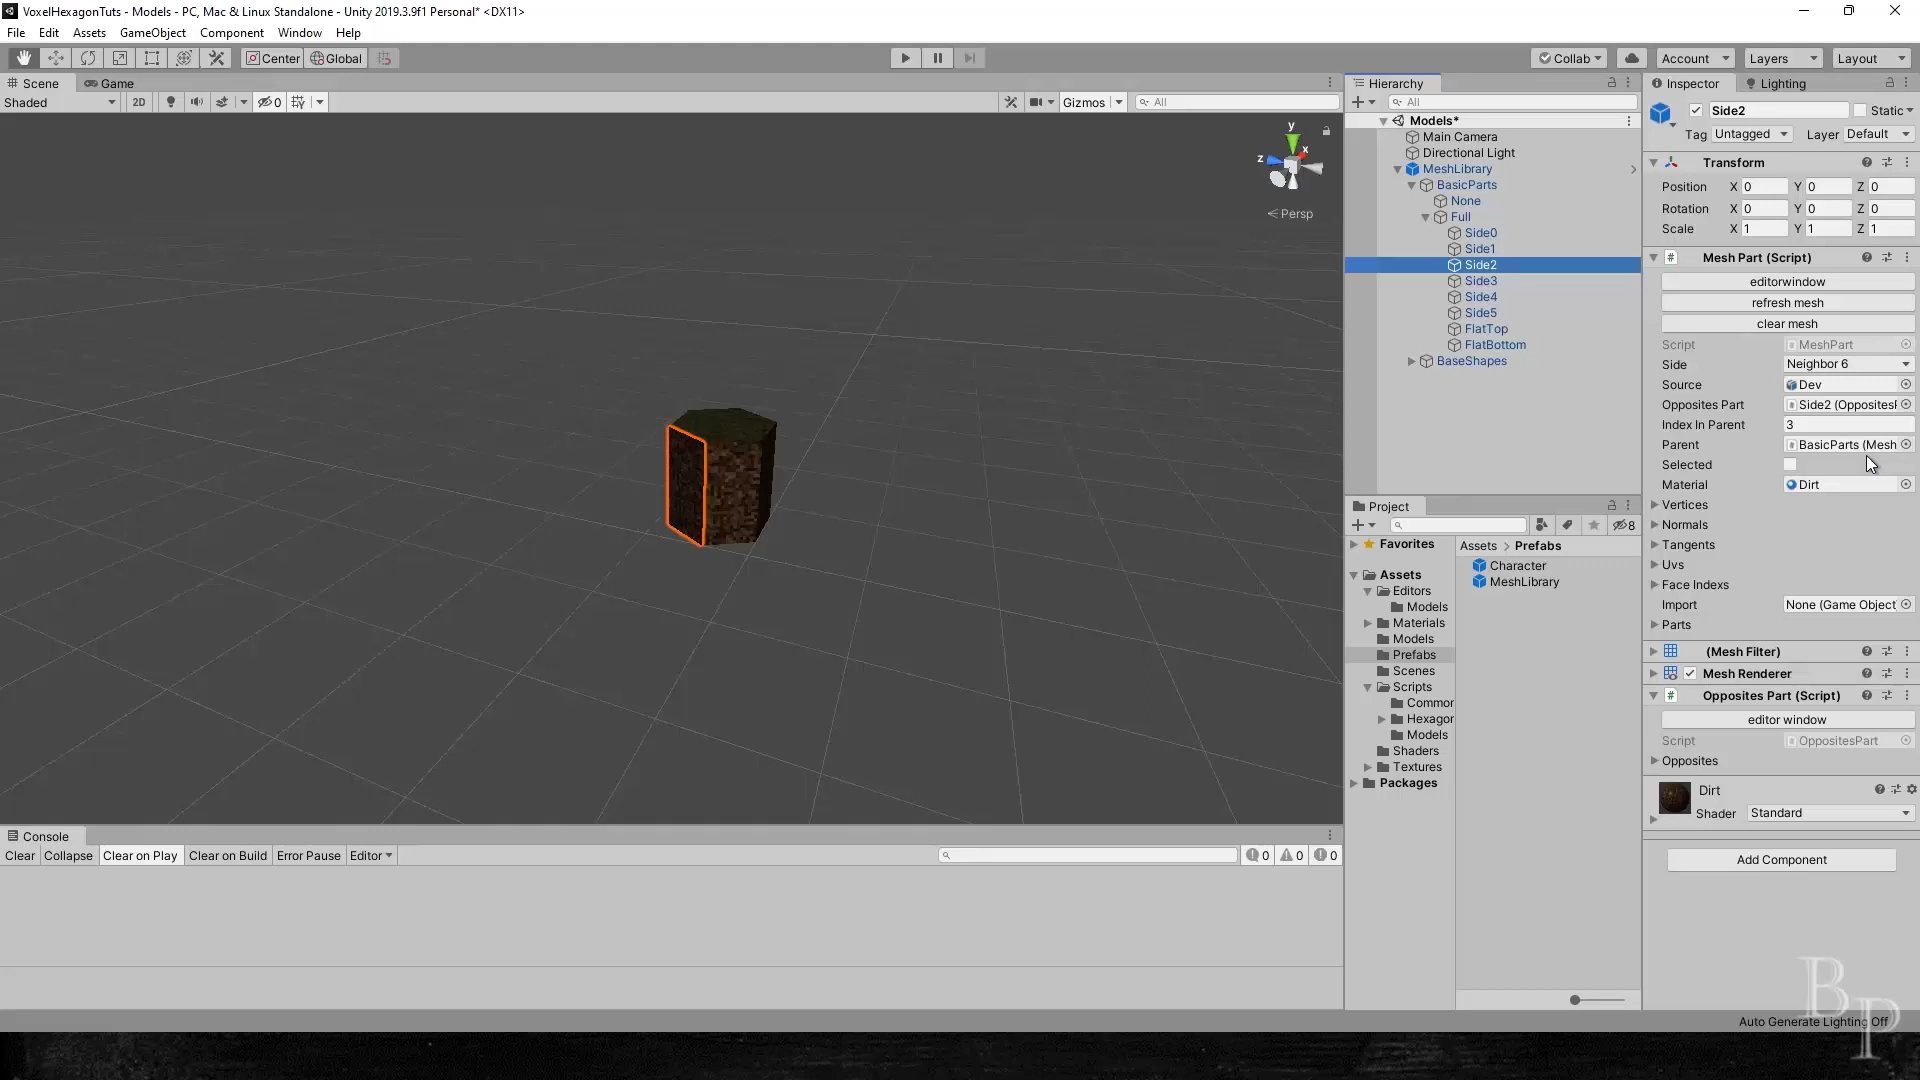 VoxelHexagonTuts - Models - PC, Mac & Linux Standalone - Unity 2019.3.9f1 Personal* <DX11>
File Edit Assets GameObject Component Window Help
Center Global Collab Account Layers Layout
Scene Game
Shaded 2D 0 Gizmos All
y
x
z
Persp
Console
Clear Collapse Clear on Play Clear on Build Error Pause Editor 0 0 0
Hierarchy
All
Models*
Main Camera
Directional Light
MeshLibrary
BasicParts
None
Full
Side0
Side1
Side2
Side3
Side4
Side5
FlatTop
FlatBottom
BaseShapes
Project
8
Favorites
Assets
Editors
Models
Materials
Models
Prefabs
Scenes
Scripts
Common
Hexagor
Models
Shaders
Textures
Packages
Assets > Prefabs
Character
MeshLibrary
Inspector Lighting
Side2 Static
Tag Untagged Layer Default
Transform
Position X 0 Y 0 Z 0
Rotation X 0 Y 0 Z 0
Scale X 1 Y 1 Z 1
# Mesh Part (Script)
editorwindow
refresh mesh
clear mesh
Script MeshPart
Side Neighbor 6
Source Dev
Opposites Part Side2 (Opposites
Index In Parent 3
Parent BasicParts (Mesh
Selected
Material Dirt
Vertices
Normals
Tangents
Uvs
Face Indexs
Import None (Game Object
Parts
(Mesh Filter)
Mesh Renderer
# Opposites Part (Script)
editor window
Script OppositesPart
Opposites
Dirt
Shader Standard
Add Component
Auto Generate Lighting Off
BP